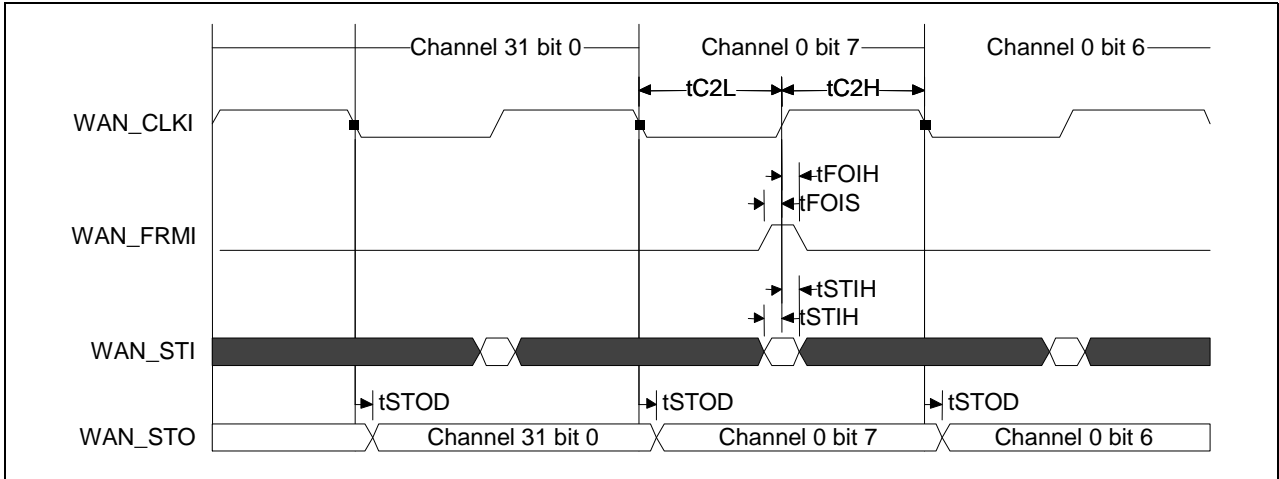 Channel 31 bit 0
Channel 0 bit 7
Channel 0 bit 6
tC2L
tC2H
WAN_CLKI
tFOIH
tFOIS
WAN_FRMI
tSTIH
tSTIH
WAN_STI
tSTOD
tSTOD
tSTOD
WAN_STO
Channel 31 bit 0
Channel 0 bit 7
Channel 0 bit 6